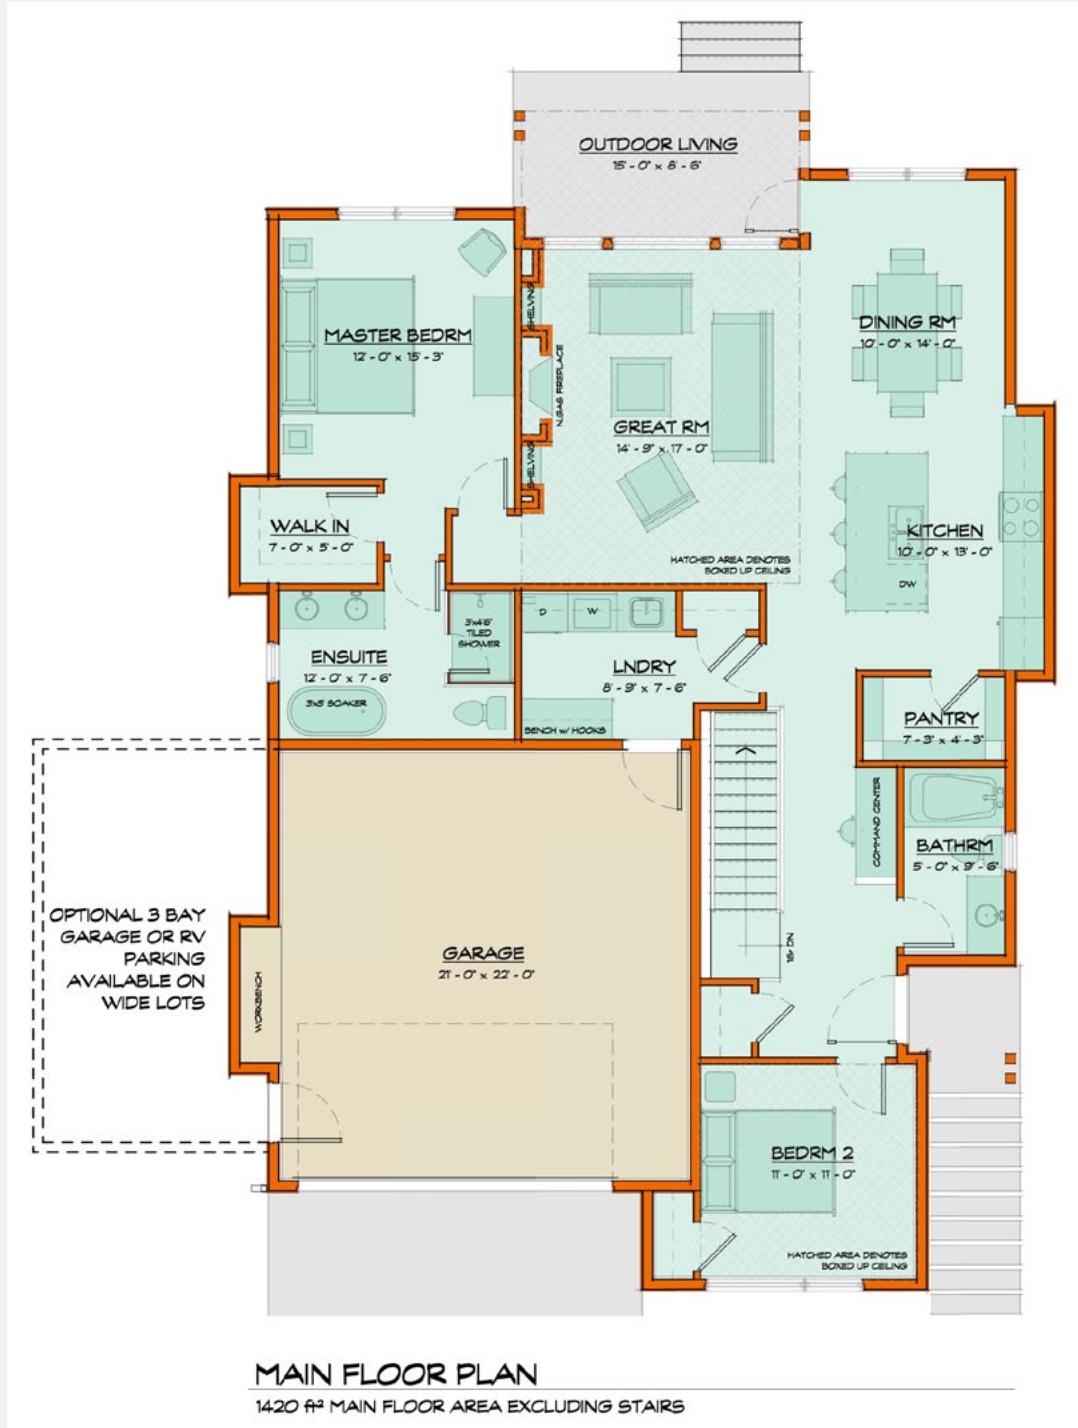 OUTDOOR LIVING
15' - 0" x 8' - 6"
MASTER BEDRM
12' - 0" x 15' - 3"
SHELVING
N.GAS FIREPLACE
SHELVING
DINING RM
10' - 0" x 14' - 0"
GREAT RM
14' - 9" x 17' - 0"
WALK IN
7' - 0" x 5' - 0"
KITCHEN
10' - 0" x 13' - 0"
DW
HATCHED AREA DENOTES
BOXED UP CEILING
3'x4'6"
TILED
SHOWER
D
W
ENSUITE
12' - 0" x 7' - 6"
3'x5' SOAKER
LNDRY
8' - 9" x 7' - 6"
BENCH w/ HOOKS
PANTRY
7' - 3" x 4' - 3"
COMMAND CENTER
BATHRM
5' - 0" x 9' - 6"
OPTIONAL 3 BAY
GARAGE OR RV
PARKING
AVAILABLE ON
WIDE LOTS
WORKBENCH
GARAGE
21' - 0" x 22' - 0"
DN
BEDRM 2
11' - 0" x 11' - 0"
HATCHED AREA DENOTES
BOXED UP CEILING
MAIN FLOOR PLAN
1420 ft² MAIN FLOOR AREA EXCLUDING STAIRS